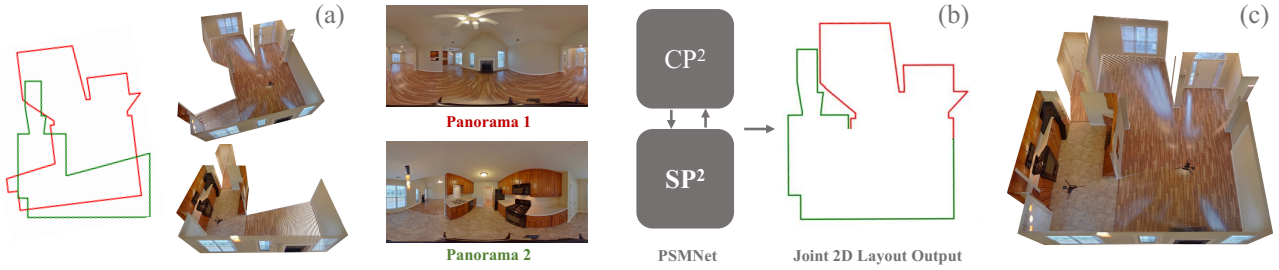 (a)
Panorama 1
Panorama 2
CP²
SP²
PSMNet
(b)
Joint 2D Layout Output
(c)